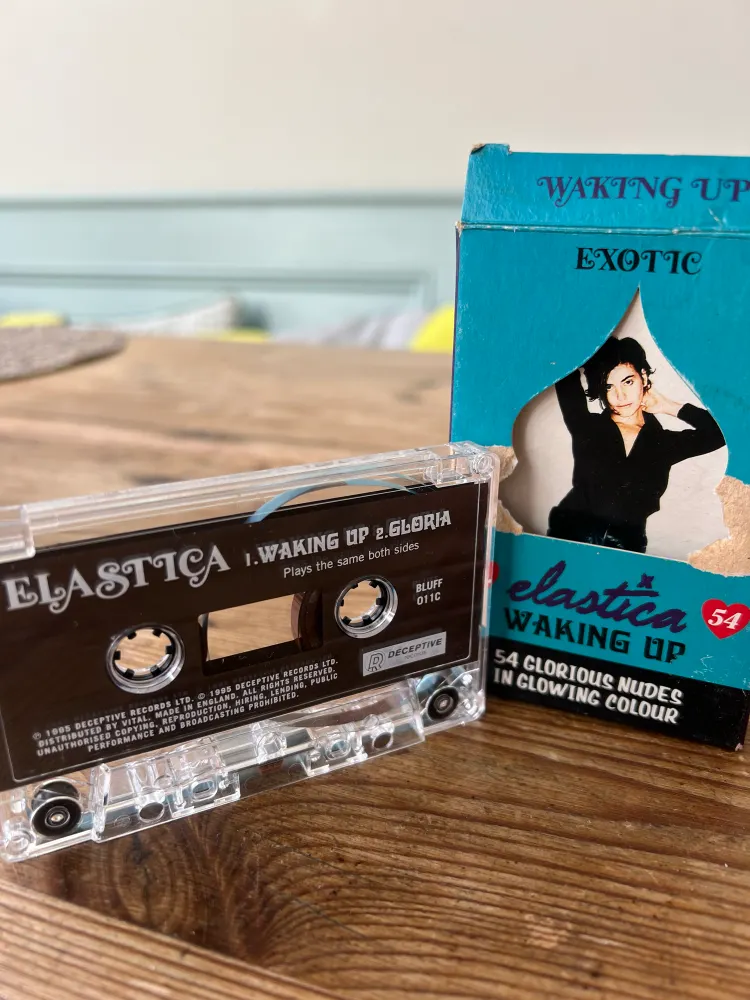 WAKING UP
EXOTIC
elastica
WAKING UP
54
54 GLORIOUS NUDES
IN GLOWING COLOUR
ELASTICA 1.WAKING UP 2.GLORIA
Plays the same both sides
BLUFF
011C
DECEPTIVE
℗ 1995 DECEPTIVE RECORDS LTD. © 1995 DECEPTIVE RECORDS LTD.
DISTRIBUTED BY VITAL. MADE IN ENGLAND. ALL RIGHTS RESERVED.
UNAUTHORISED COPYING, REPRODUCTION, HIRING, LENDING, PUBLIC
PERFORMANCE AND BROADCASTING PROHIBITED.